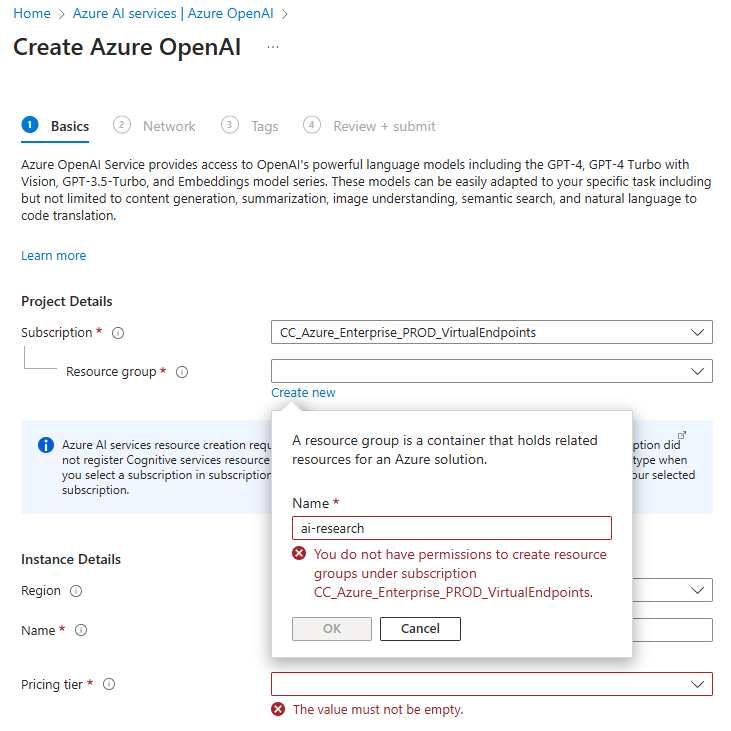 Home > Azure AI services | Azure OpenAI >
Create Azure OpenAI ...
1 Basics 2 Network 3 Tags 4 Review + submit
Azure OpenAI Service provides access to OpenAI's powerful language models including the GPT-4, GPT-4 Turbo with
Vision, GPT-3.5-Turbo, and Embeddings model series. These models can be easily adapted to your specific task including
but not limited to content generation, summarization, image understanding, semantic search, and natural language to
code translation.
Learn more
Project Details
Subscription * CC_Azure_Enterprise_PROD_VirtualEndpoints
Resource group *
Create new
Azure AI services resource creation ption did
not register Cognitive services resource type when
you select a subscription in subscription our selected
subscription.
A resource group is a container that holds related
resources for an Azure solution.
Name *
ai-research
You do not have permissions to create resource
groups under subscription
CC_Azure_Enterprise_PROD_VirtualEndpoints.
OK Cancel
Instance Details
Region
Name *
Pricing tier *
The value must not be empty.